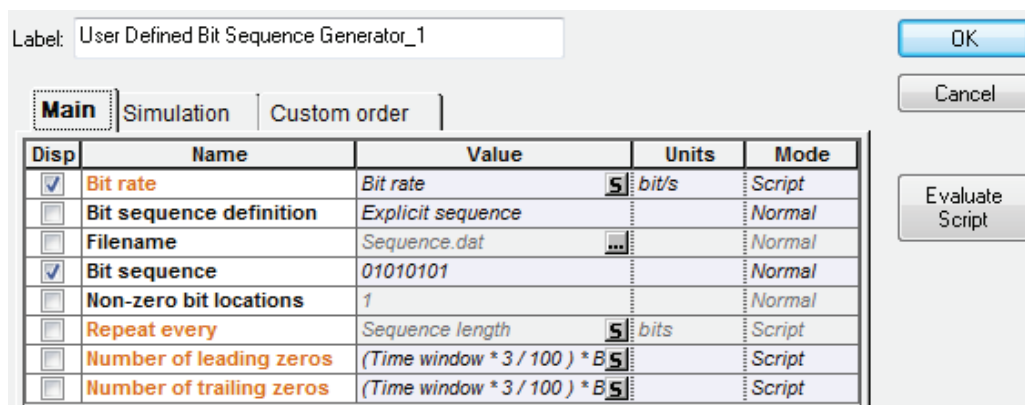 Label: User Defined Bit Sequence Generator_1 OK
Cancel
Main Simulation Custom order
Disp Name Value Units Mode
Bit rate Bit rate S bit/s Script
Evaluate Script
Bit sequence definition Explicit sequence Normal
Filename Sequence.dat ... Normal
Bit sequence 01010101 Normal
Non-zero bit locations 1 Normal
Repeat every Sequence length S bits Script
Number of leading zeros (Time window * 3 / 100 ) * B S Script
Number of trailing zeros (Time window * 3 / 100 ) * B S Script